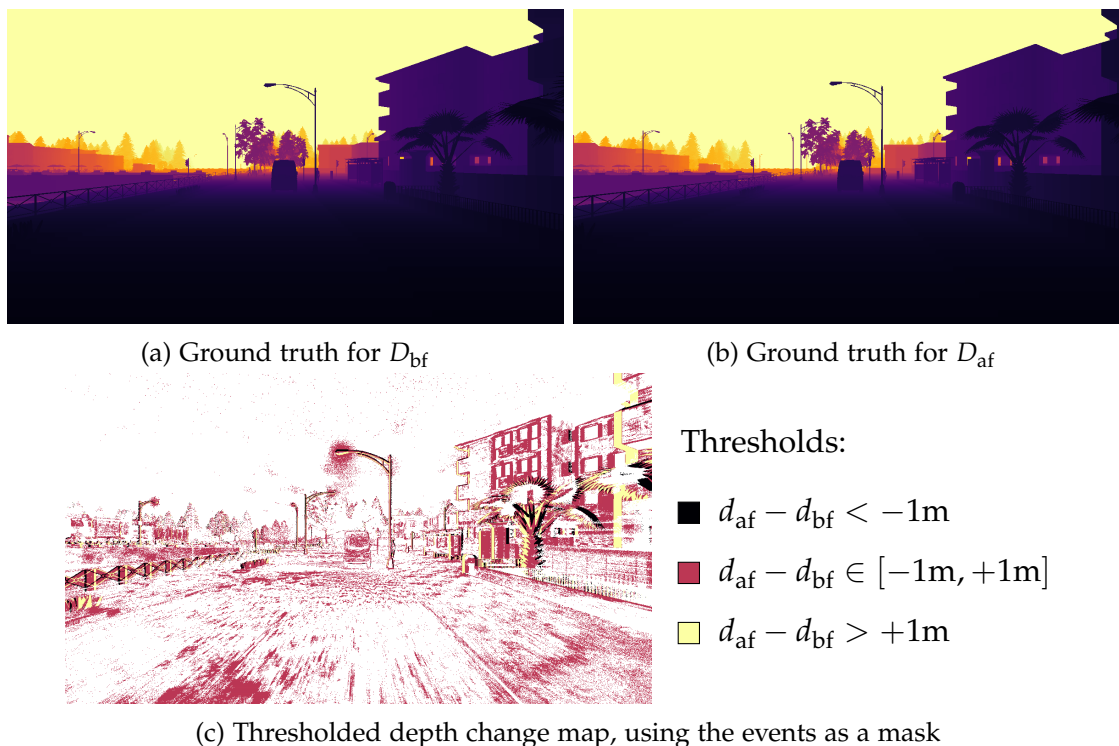 (a) Ground truth for D_bf
(b) Ground truth for D_af
Thresholds:
d_af − d_bf < −1m
d_af − d_bf ∈ [−1m, +1m]
d_af − d_bf > +1m
(c) Thresholded depth change map, using the events as a mask